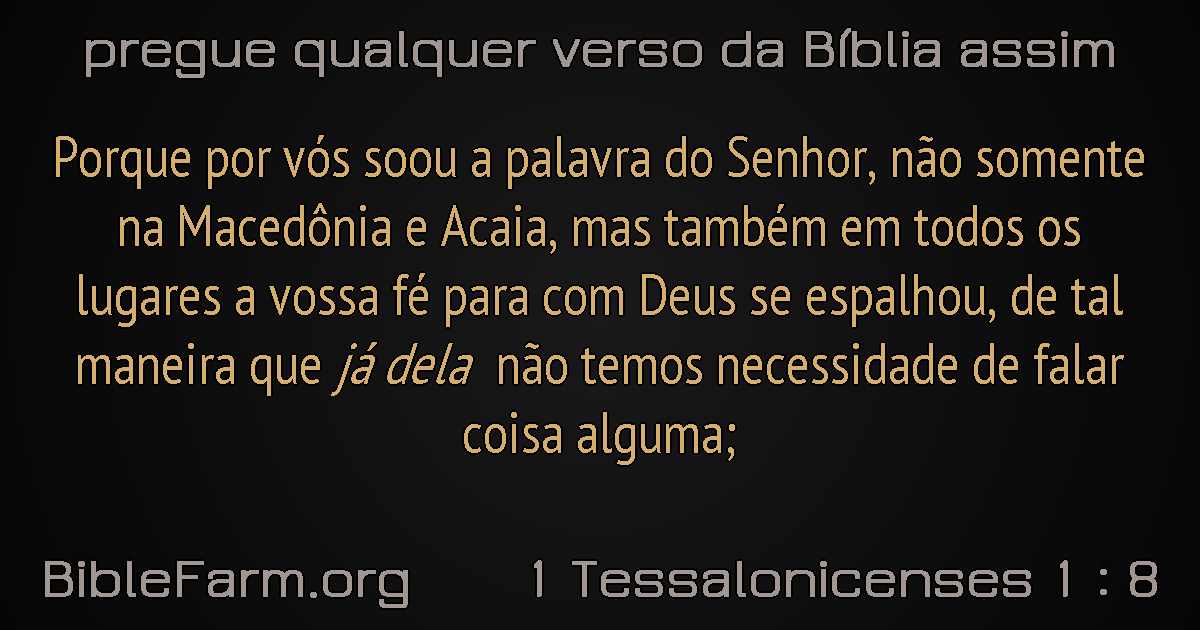 pregue qualquer verso da Bíblia assim
Porque por vós soou a palavra do Senhor, não somente
na Macedônia e Acaia, mas também em todos os
lugares a vossa fé para com Deus se espalhou, de tal
maneira que já dela não temos necessidade de falar
coisa alguma;
BibleFarm.org 1 Tessalonicenses 1 : 8